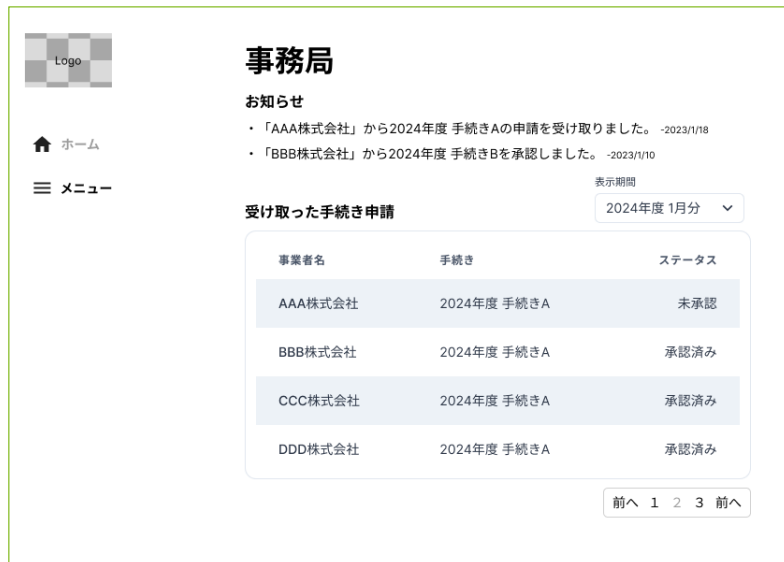 Logo
事務局
お知らせ
・「AAA株式会社」から2024年度 手続きAの申請を受け取りました。 -2023/1/18
・「BBB株式会社」から2024年度 手続きBを承認しました。 -2023/1/10
ホーム
メニュー
表示期間
受け取った手続き申請
2024年度 1月分
事業者名 手続き ステータス
AAA株式会社 2024年度 手続きA 未承認
BBB株式会社 2024年度 手続きA 承認済み
CCC株式会社 2024年度 手続きA 承認済み
DDD株式会社 2024年度 手続きA 承認済み
前へ 1 2 3 前へ